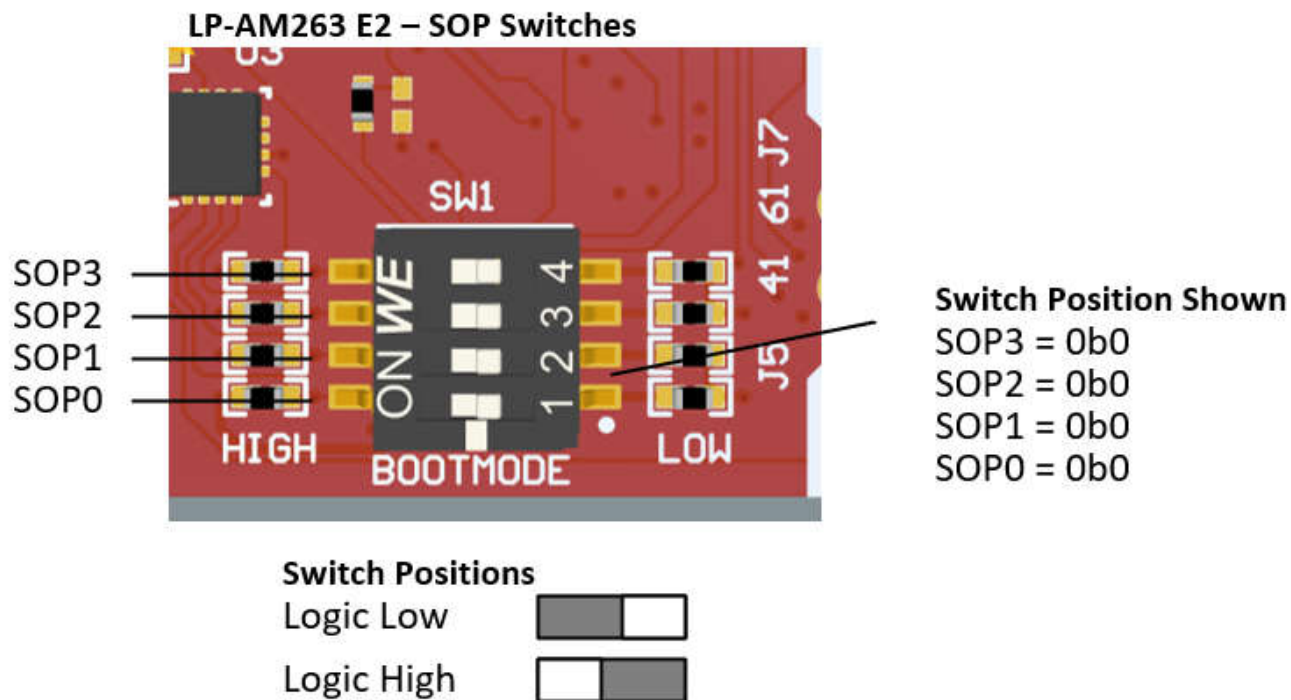 LP-AM263 E2 – SOP Switches
U3
SW1
J7
61
41
J5
SOP3
SOP2
SOP1
SOP0
WE
ON
4
3
2
1
HIGH
BOOTMODE
LOW
Switch Position Shown
SOP3 = 0b0
SOP2 = 0b0
SOP1 = 0b0
SOP0 = 0b0
Switch Positions
Logic Low
Logic High